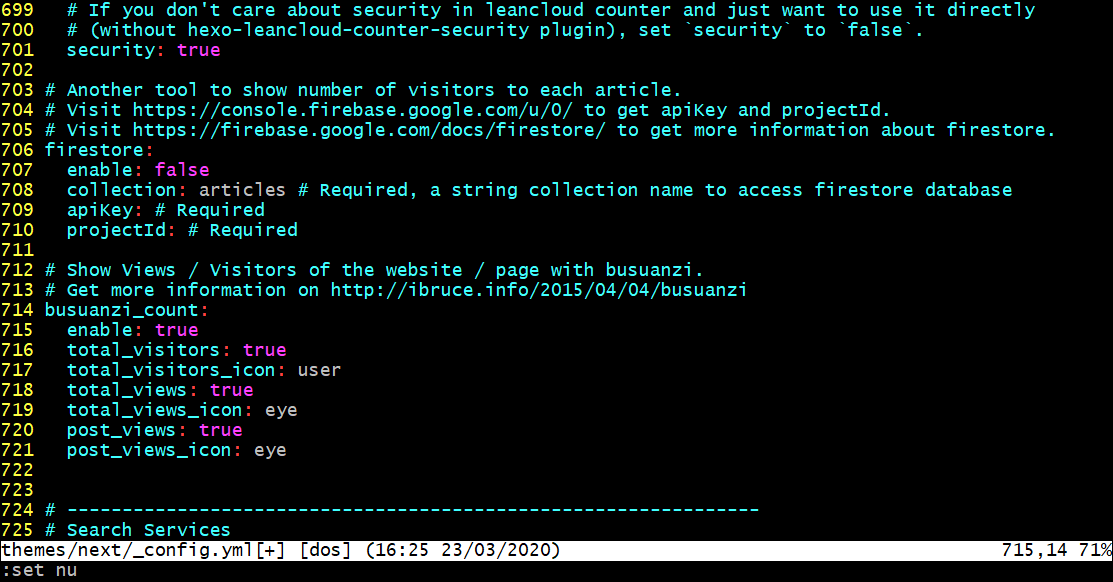 699   # If you don't care about security in leancloud counter and just want to use it directly
700   # (without hexo-leancloud-counter-security plugin), set `security` to `false`.
701   security: true
702
703 # Another tool to show number of visitors to each article.
704 # Visit https://console.firebase.google.com/u/0/ to get apiKey and projectId.
705 # Visit https://firebase.google.com/docs/firestore/ to get more information about firestore.
706 firestore:
707   enable: false
708   collection: articles # Required, a string collection name to access firestore database
709   apiKey: # Required
710   projectId: # Required
711
712 # Show Views / Visitors of the website / page with busuanzi.
713 # Get more information on http://ibruce.info/2015/04/04/busuanzi
714 busuanzi_count:
715   enable: true
716   total_visitors: true
717   total_visitors_icon: user
718   total_views: true
719   total_views_icon: eye
720   post_views: true
721   post_views_icon: eye
722
723
724 # ---------------------------------------------------------------
725 # Search Services
themes/next/_config.yml[+] [dos] (16:25 23/03/2020) 715,14 71%
:set nu